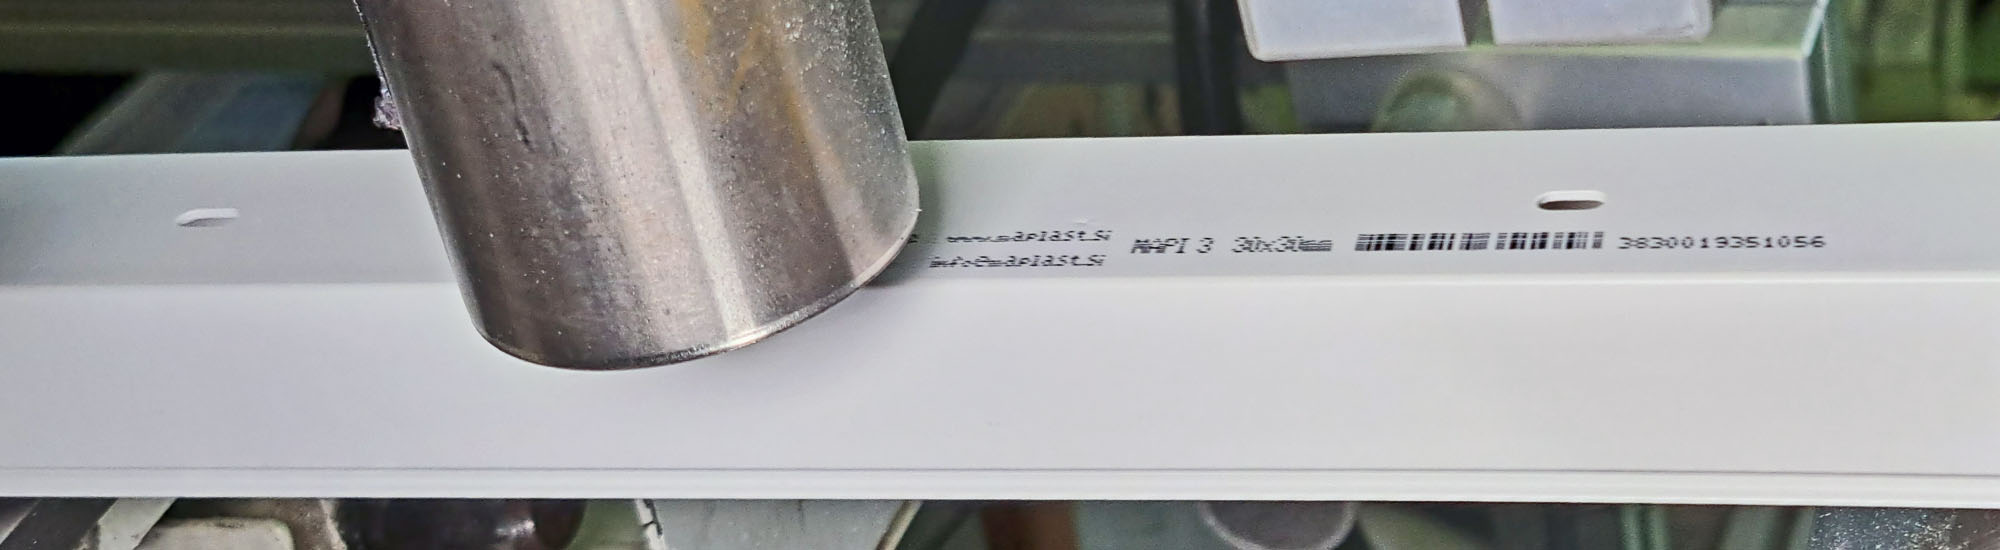 www.maplast.si
info@maplast.si
MAPI 3 30x30mm 3830019351056